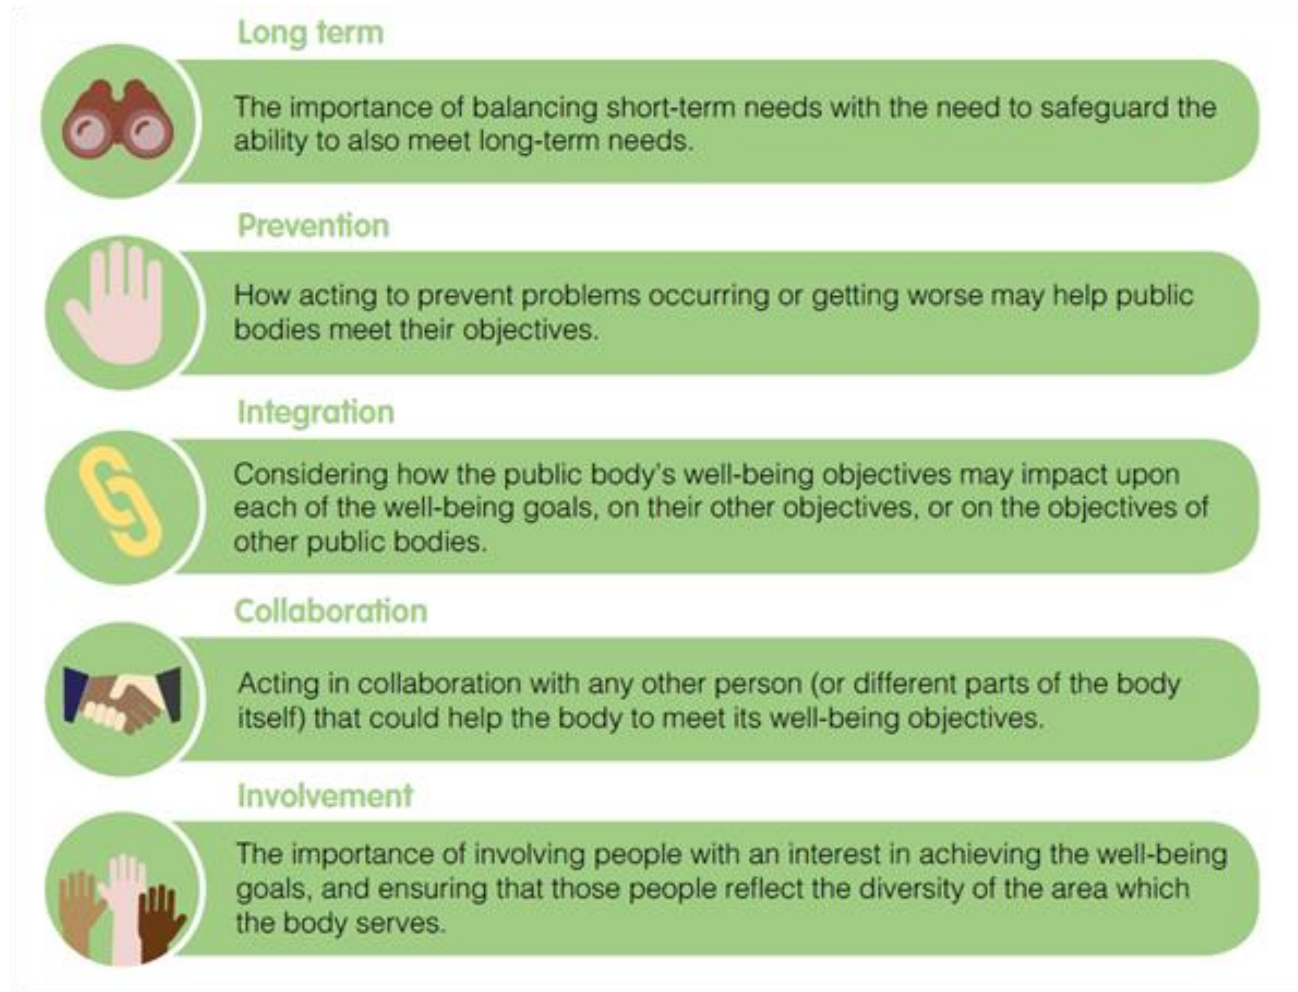 Long term
The importance of balancing short-term needs with the need to safeguard the
ability to also meet long-term needs.
Prevention
How acting to prevent problems occurring or getting worse may help public
bodies meet their objectives.
Integration
Considering how the public body's well-being objectives may impact upon
each of the well-being goals, on their other objectives, or on the objectives of
other public bodies.
Collaboration
Acting in collaboration with any other person (or different parts of the body
itself) that could help the body to meet its well-being objectives.
Involvement
The importance of involving people with an interest in achieving the well-being
goals, and ensuring that those people reflect the diversity of the area which
the body serves.